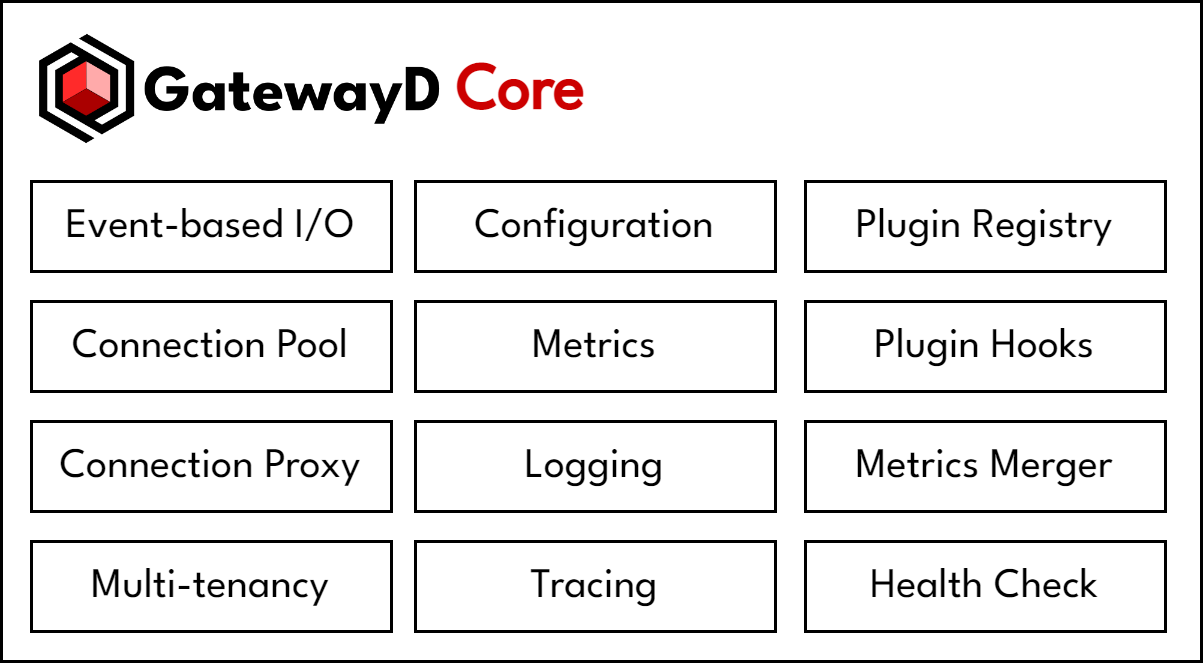 GatewayD Core
Event-based I/O
Configuration
Plugin Registry
Connection Pool
Metrics
Plugin Hooks
Connection Proxy
Logging
Metrics Merger
Multi-tenancy
Tracing
Health Check